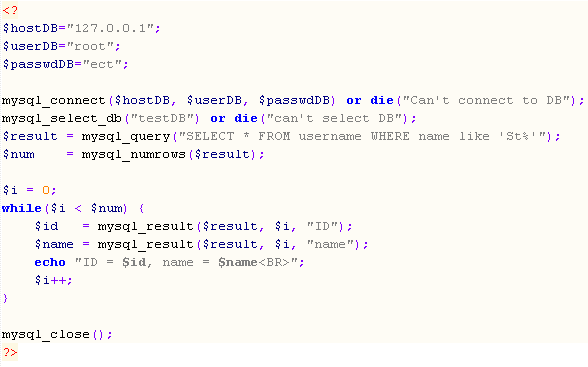 <?
$hostDB="127.0.0.1";
$userDB="root";
$passwdDB="ect";
mysql_connect($hostDB, $userDB, $passwdDB) or die("Can't connect to DB");
mysql_select_db("testDB") or die("can't select DB");
$result = mysql_query("SELECT * FROM username WHERE name like 'St%'");
$num    = mysql_numrows($result);
$i = 0;
while($i < $num) {
    $id   = mysql_result($result, $i, "ID");
    $name = mysql_result($result, $i, "name");
    echo "ID = $id, name = $name<BR>";
    $i++;
}
mysql_close();
?>